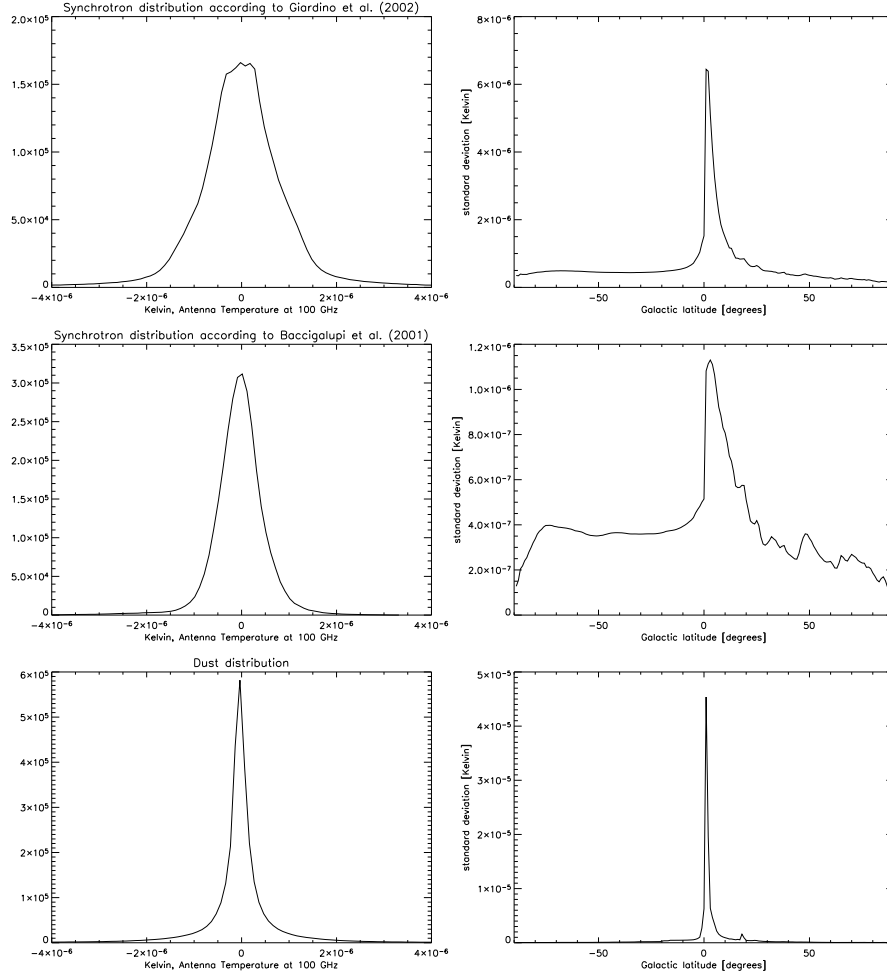 Synchrotron distribution according to Giardino et al. (2002)
2.0×10⁵
1.5×10⁵
1.0×10⁵
5.0×10⁴
0
−4×10⁻⁶ −2×10⁻⁶ 0 2×10⁻⁶ 4×10⁻⁶
Kelvin, Antenna Temperature at 100 GHz
8×10⁻⁶
6×10⁻⁶
4×10⁻⁶
2×10⁻⁶
0
standard deviation [Kelvin]
−50 0 50
Galactic latitude [degrees]
Synchrotron distribution according to Baccigalupi et al. (2001)
3.5×10⁵
3.0×10⁵
2.5×10⁵
2.0×10⁵
1.5×10⁵
1.0×10⁵
5.0×10⁴
0
−4×10⁻⁶ −2×10⁻⁶ 0 2×10⁻⁶ 4×10⁻⁶
Kelvin, Antenna Temperature at 100 GHz
1.2×10⁻⁶
1.0×10⁻⁶
8.0×10⁻⁷
6.0×10⁻⁷
4.0×10⁻⁷
2.0×10⁻⁷
0
standard deviation [Kelvin]
−50 0 50
Galactic latitude [degrees]
Dust distribution
6×10⁵
5×10⁵
4×10⁵
3×10⁵
2×10⁵
1×10⁵
0
−4×10⁻⁶ −2×10⁻⁶ 0 2×10⁻⁶ 4×10⁻⁶
Kelvin, Antenna Temperature at 100 GHz
5×10⁻⁵
4×10⁻⁵
3×10⁻⁵
2×10⁻⁵
1×10⁻⁵
0
standard deviation [Kelvin]
−50 0 50
Galactic latitude [degrees]